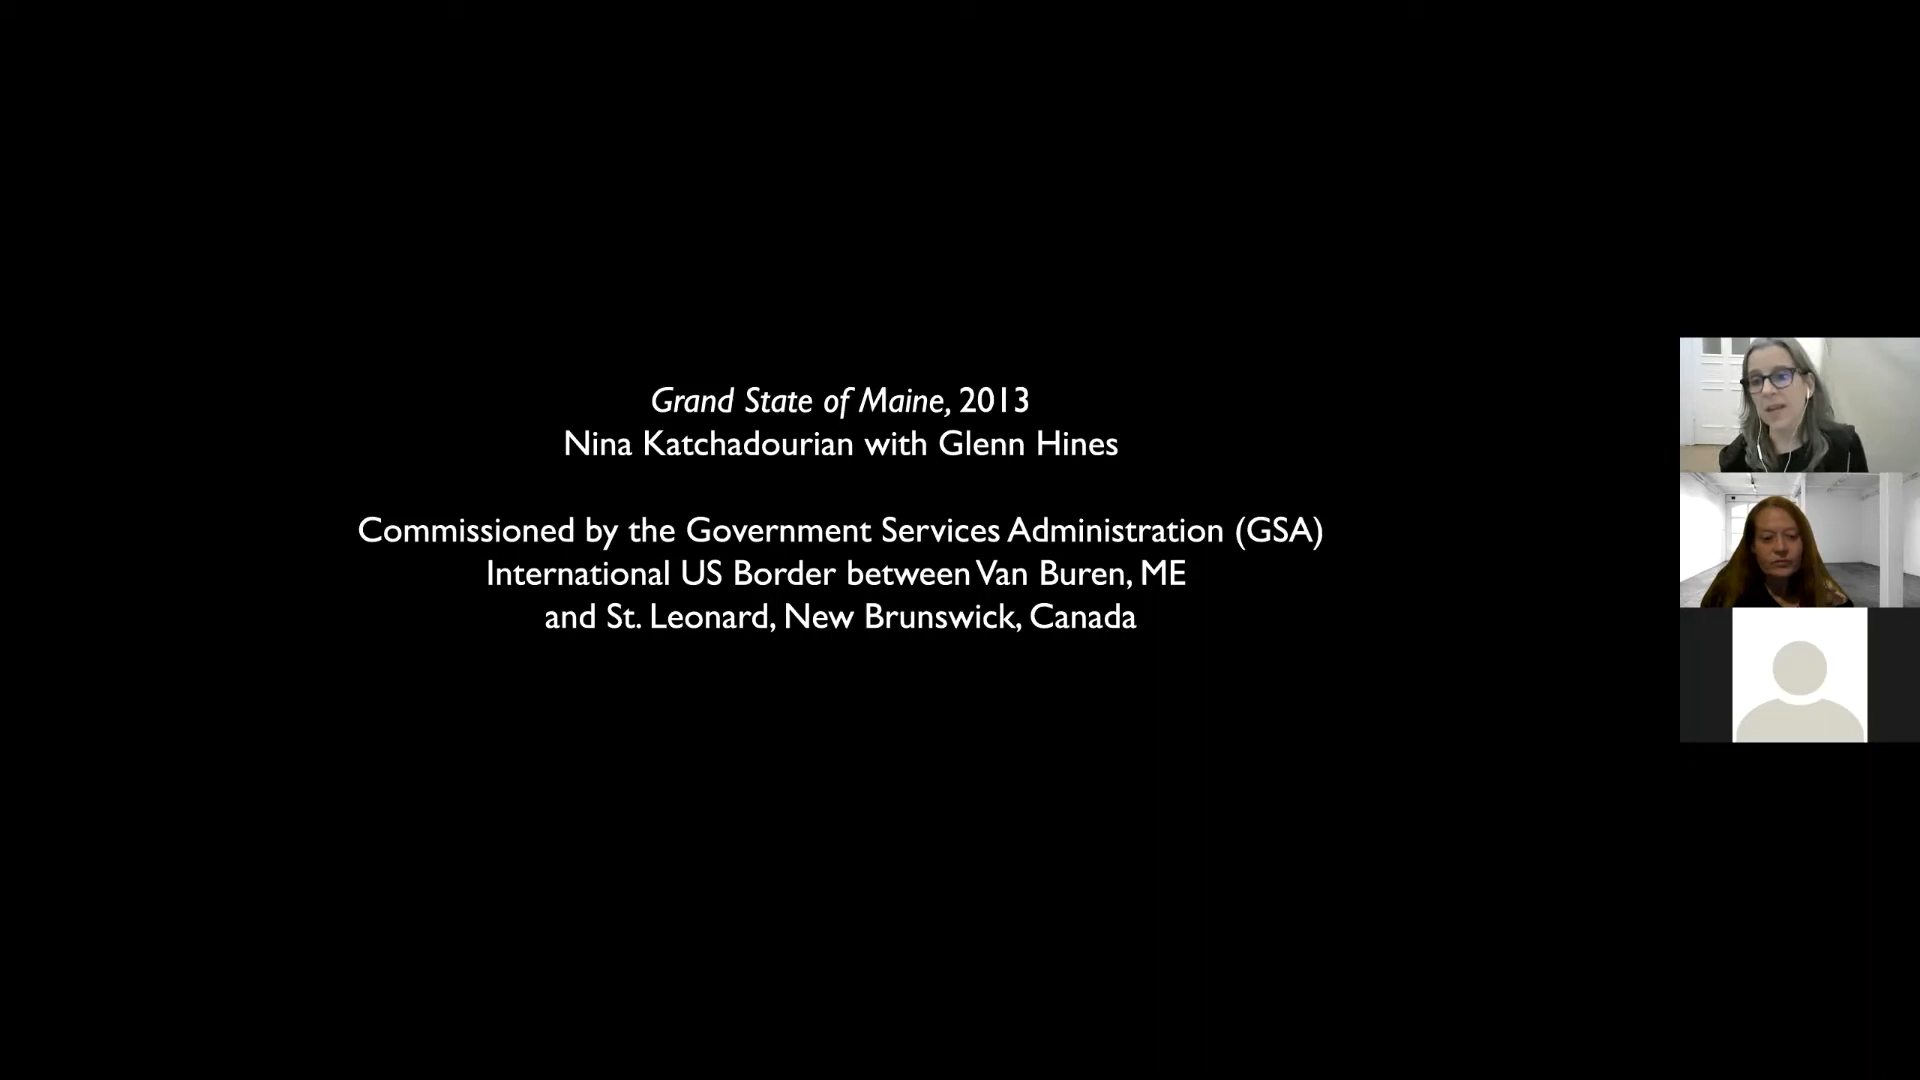 Grand State of Maine, 2013
Nina Katchadourian with Glenn Hines
Commissioned by the Government Services Administration (GSA)
International US Border between Van Buren, ME
and St. Leonard, New Brunswick, Canada